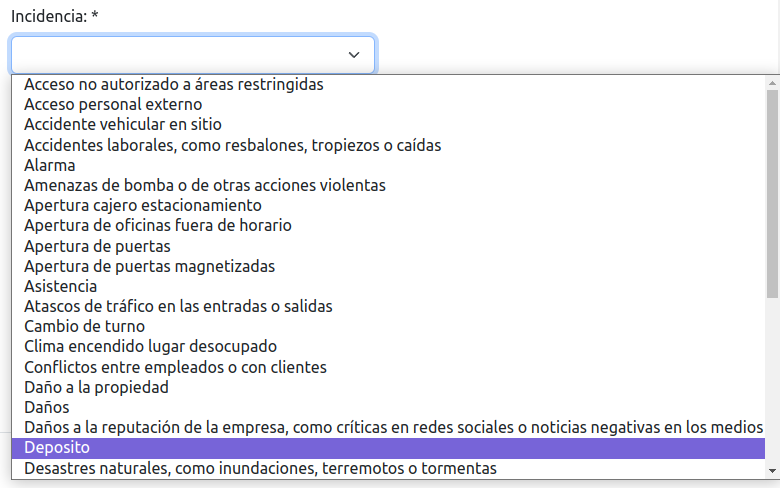 Incidencia: *
Acceso no autorizado a áreas restringidas
Acceso personal externo
Accidente vehicular en sitio
Accidentes laborales, como resbalones, tropiezos o caídas
Alarma
Amenazas de bomba o de otras acciones violentas
Apertura cajero estacionamiento
Apertura de oficinas fuera de horario
Apertura de puertas
Apertura de puertas magnetizadas
Asistencia
Atascos de tráfico en las entradas o salidas
Cambio de turno
Clima encendido lugar desocupado
Conflictos entre empleados o con clientes
Daño a la propiedad
Daños
Daños a la reputación de la empresa, como críticas en redes sociales o noticias negativas en los medios
Deposito
Desastres naturales, como inundaciones, terremotos o tormentas